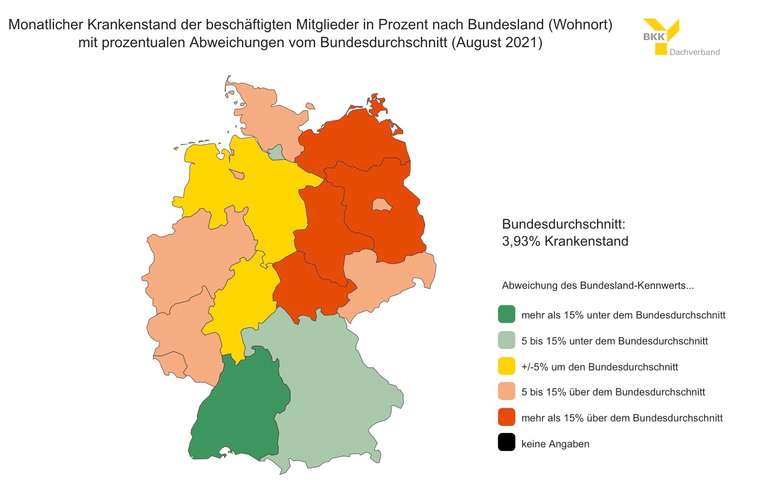 Monatlicher Krankenstand der beschäftigten Mitglieder in Prozent nach Bundesland (Wohnort)
mit prozentualen Abweichungen vom Bundesdurchschnitt (August 2021)
BKK
Dachverband
Bundesdurchschnitt:
3,93% Krankenstand
Abweichung des Bundesland-Kennwerts...
mehr als 15% unter dem Bundesdurchschnitt
5 bis 15% unter dem Bundesdurchschnitt
+/-5% um den Bundesdurchschnitt
5 bis 15% über dem Bundesdurchschnitt
mehr als 15% über dem Bundesdurchschnitt
keine Angaben